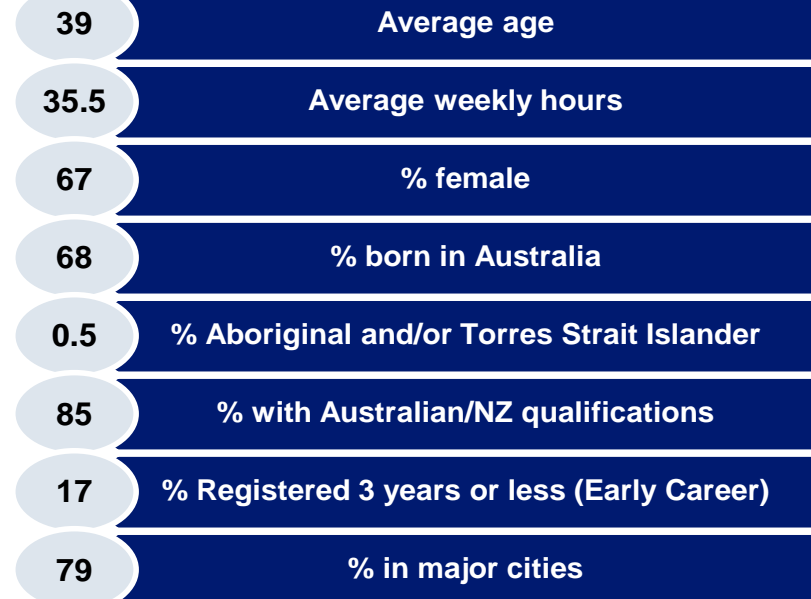 39 Average age
35.5 Average weekly hours
67 % female
68 % born in Australia
0.5 % Aboriginal and/or Torres Strait Islander
85 % with Australian/NZ qualifications
17 % Registered 3 years or less (Early Career)
79 % in major cities